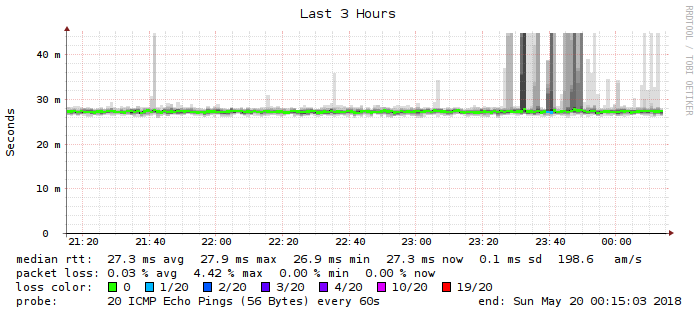 Last 3 Hours
RRDTOOL / TOBI OETIKER
Seconds
40 m
30 m
20 m
10 m
0
21:20 21:40 22:00 22:20 22:40 23:00 23:20 23:40 00:00
median rtt: 27.3 ms avg 27.9 ms max 26.9 ms min 27.3 ms now 0.1 ms sd 198.6 am/s
packet loss: 0.03 % avg 4.42 % max 0.00 % min 0.00 % now
loss color: 0 1/20 2/20 3/20 4/20 10/20 19/20
probe: 20 ICMP Echo Pings (56 Bytes) every 60s end: Sun May 20 00:15:03 2018